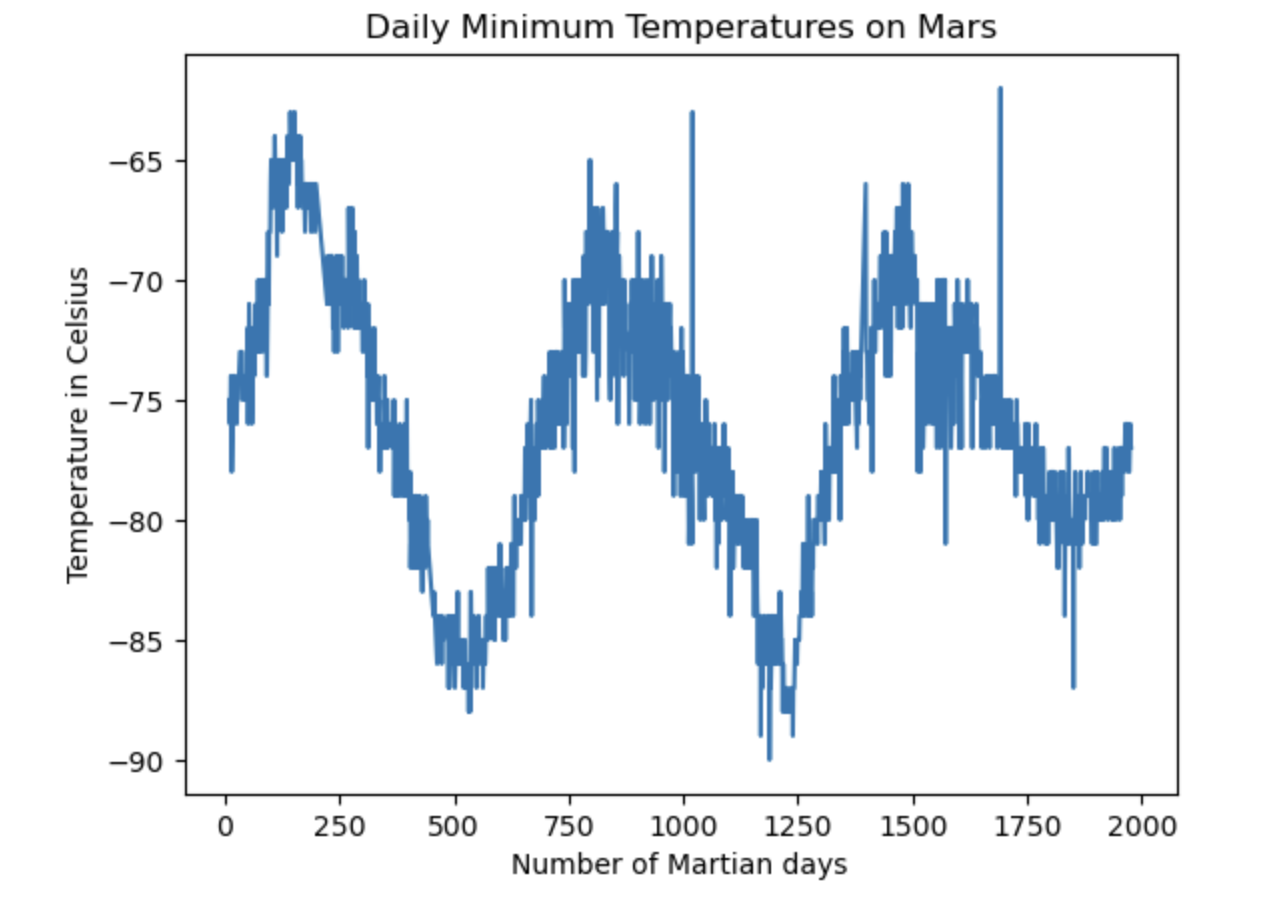 Daily Minimum Temperatures on Mars
−65
−70
−75
−80
−85
−90
Temperature in Celsius
0 250 500 750 1000 1250 1500 1750 2000
Number of Martian days